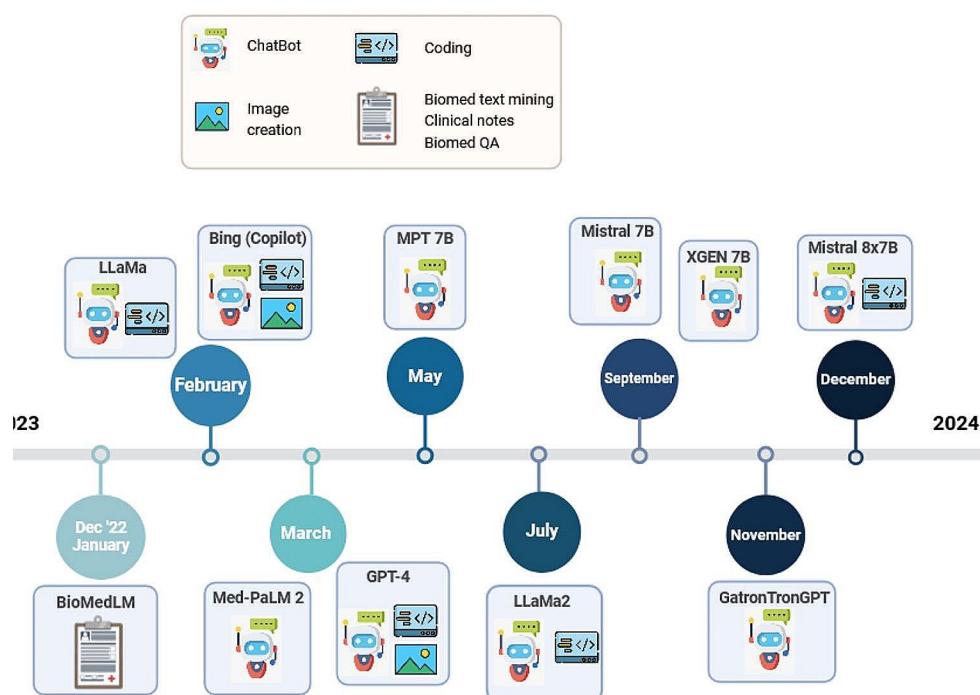 ChatBot
Coding
Image
creation
Biomed text mining
Clinical notes
Biomed QA
LLaMa
Bing (Copilot)
MPT 7B
Mistral 7B
XGEN 7B
Mistral 8x7B
February
May
September
December
023
2024
Dec '22
January
March
July
November
BioMedLM
Med-PaLM 2
GPT-4
LLaMa2
GatronTronGPT